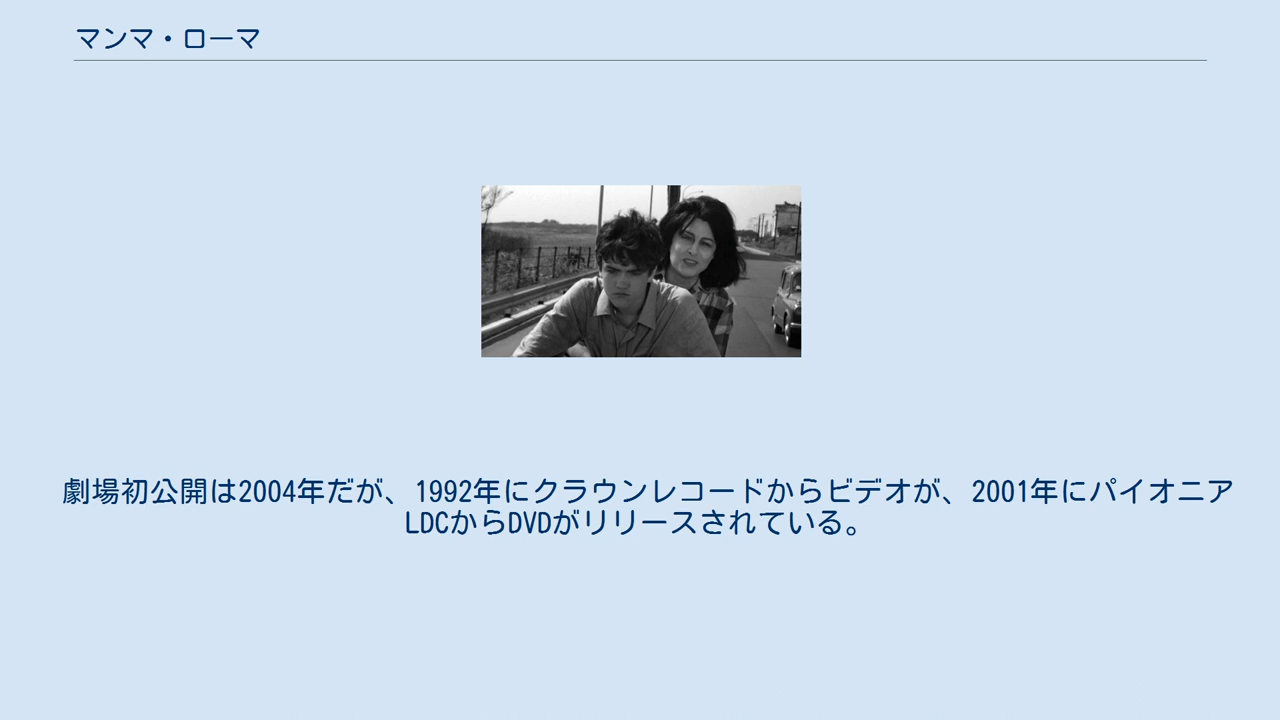 マンマ・ローマ
劇場初公開は2004年だが、1992年にクラウンレコードからビデオが、2001年にパイオニア
LDCからDVDがリリースされている。